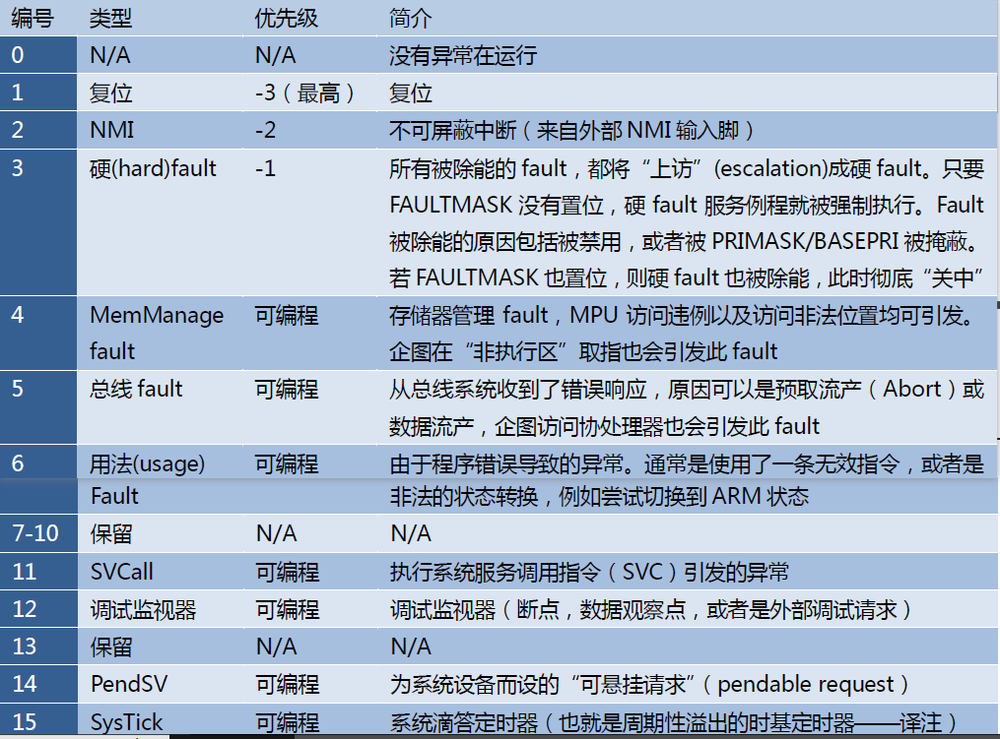 编号 类型 优先级 简介
0 N/A N/A 没有异常在运行
1 复位 -3（最高） 复位
2 NMI -2 不可屏蔽中断（来自外部 NMI 输入脚）
3 硬(hard)fault -1 所有被除能的 fault，都将“上访”(escalation)成硬 fault。只要
FAULTMASK 没有置位，硬 fault 服务例程就被强制执行。Fault
被除能的原因包括被禁用，或者被 PRIMASK/BASEPRI 被掩蔽。
若 FAULTMASK 也置位，则硬 fault 也被除能，此时彻底“关中”
4 MemManage 可编程 存储器管理 fault，MPU 访问违例以及访问非法位置均可引发。
fault 企图在“非执行区”取指也会引发此 fault
5 总线 fault 可编程 从总线系统收到了错误响应，原因可以是预取流产（Abort）或
数据流产，企图访问协处理器也会引发此 fault
6 用法(usage) 可编程 由于程序错误导致的异常。通常是使用了一条无效指令，或者是
Fault 非法的状态转换，例如尝试切换到 ARM 状态
7-10 保留 N/A N/A
11 SVCall 可编程 执行系统服务调用指令（SVC）引发的异常
12 调试监视器 可编程 调试监视器（断点，数据观察点，或者是外部调试请求）
13 保留 N/A N/A
14 PendSV 可编程 为系统设备而设的“可悬挂请求”（pendable request）
15 SysTick 可编程 系统滴答定时器（也就是周期性溢出的时基定时器——译注）